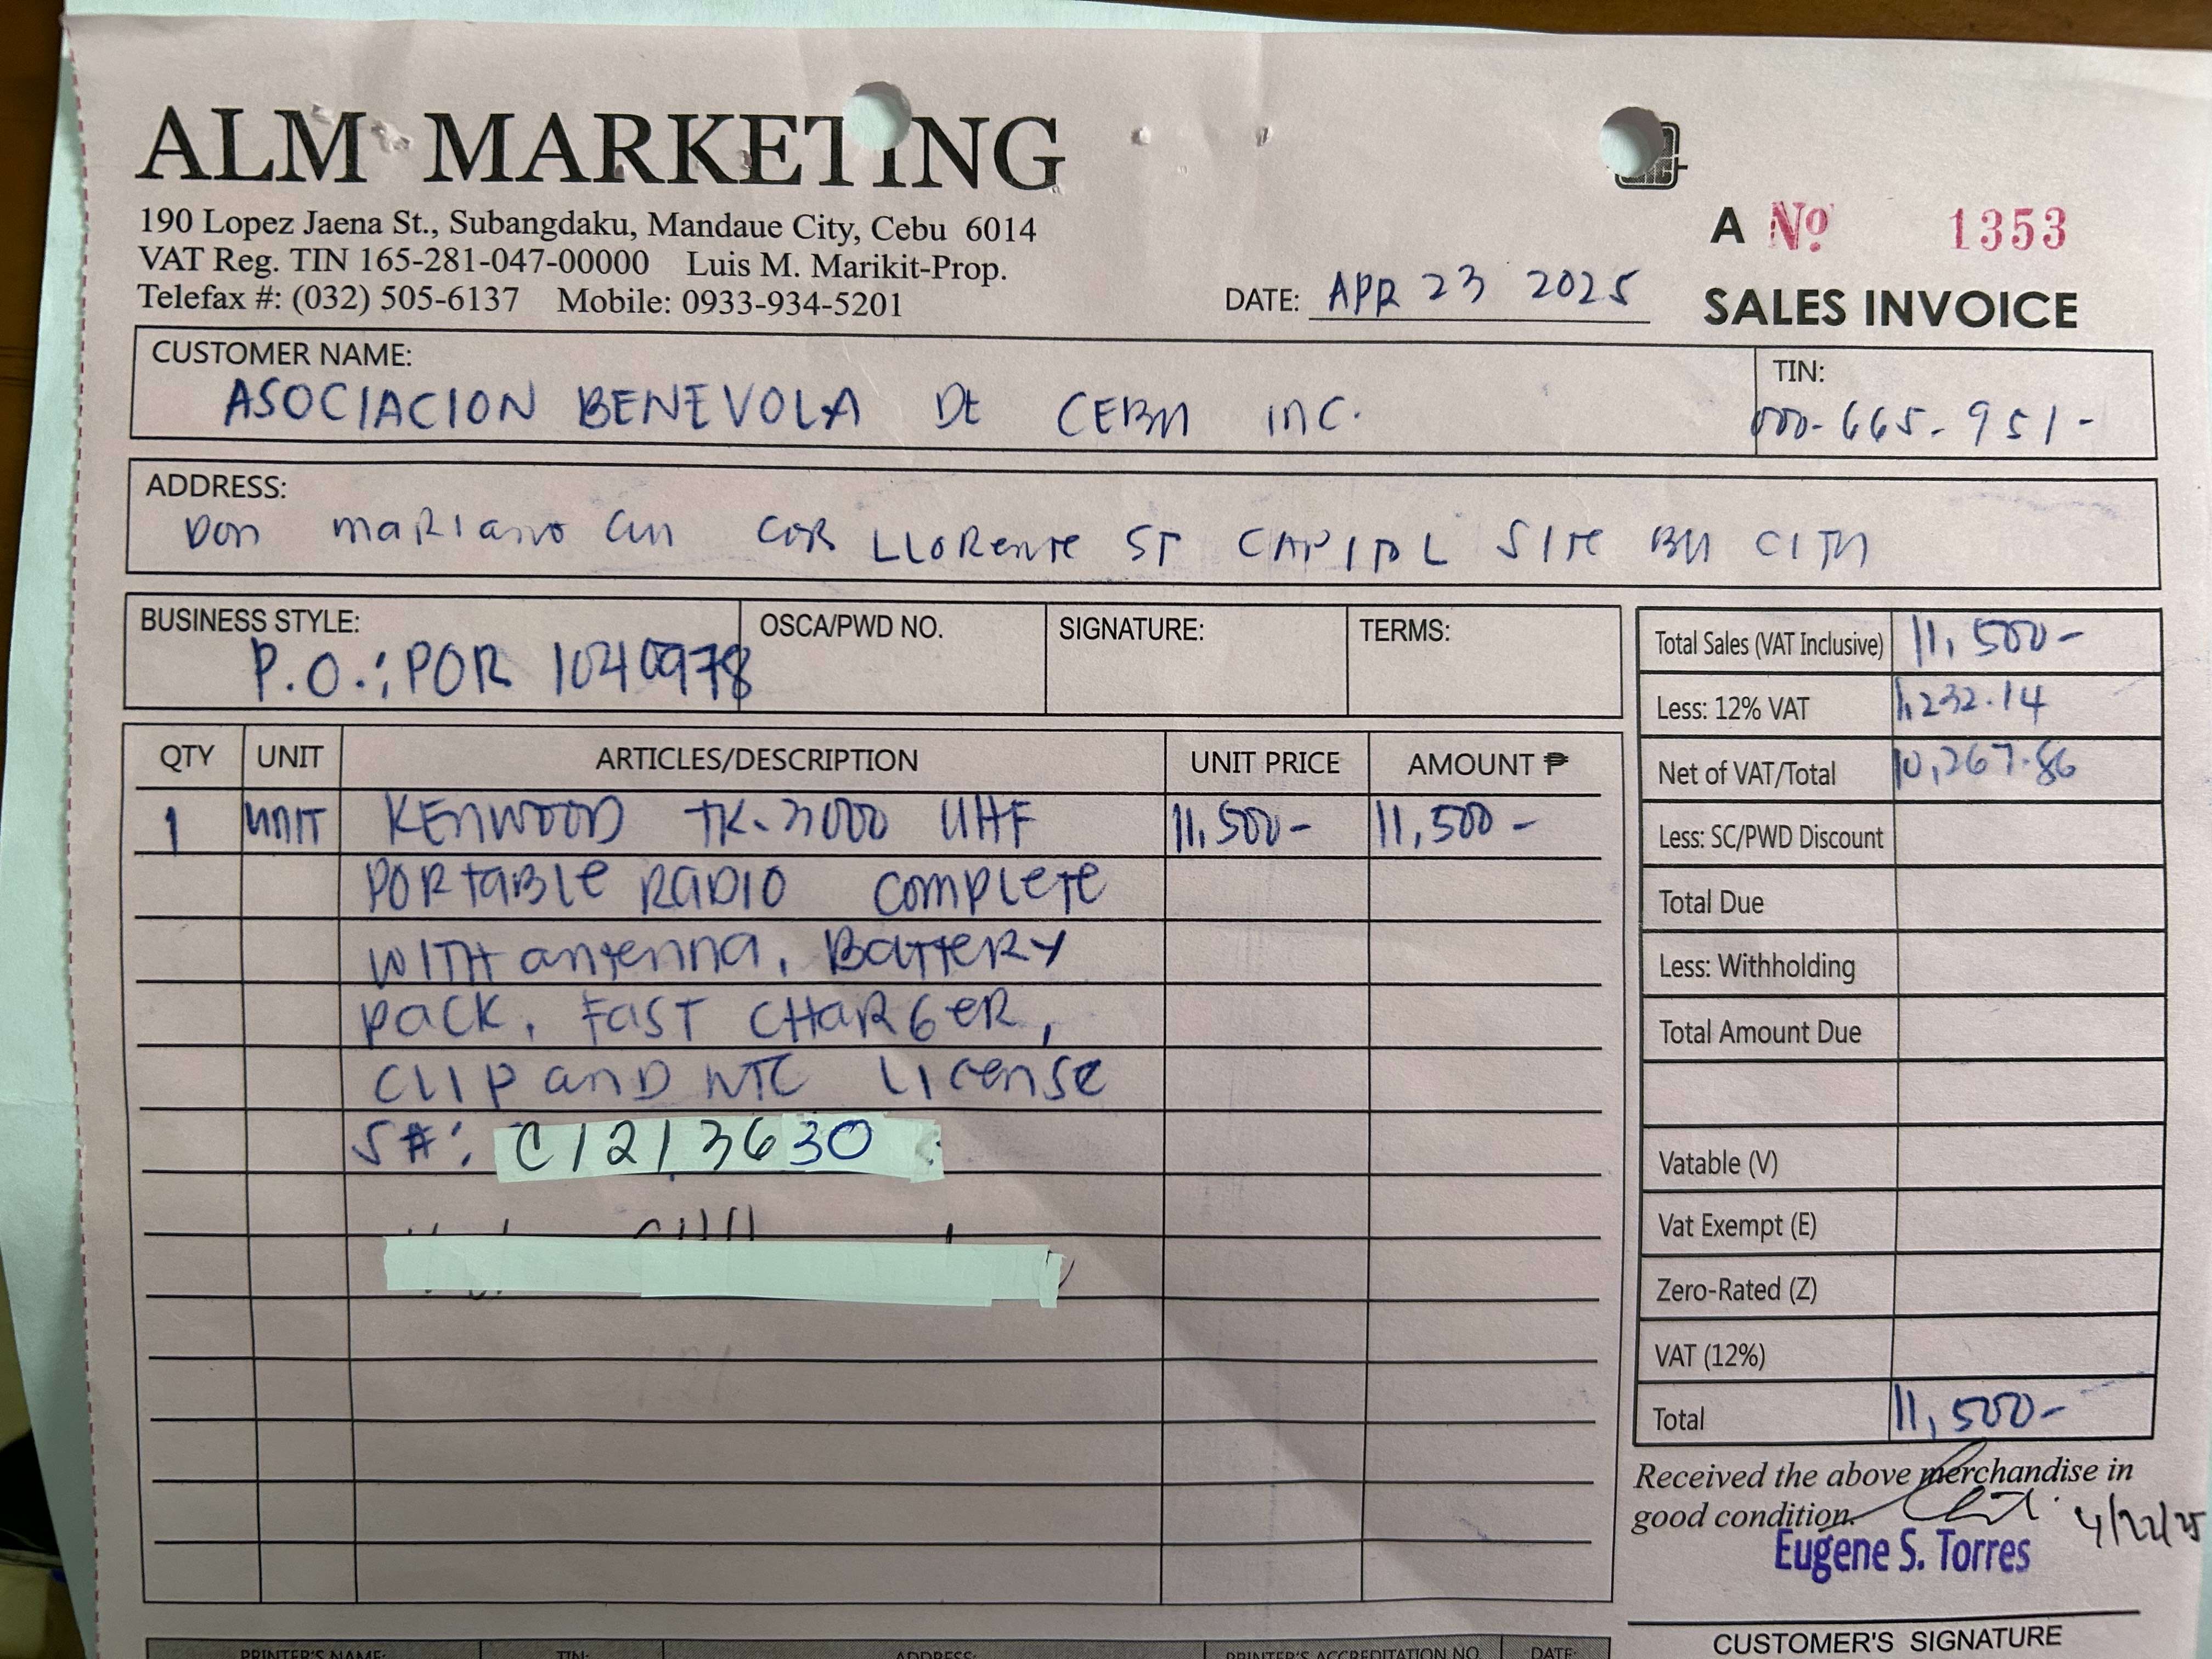 ALM MARKETING
190 Lopez Jaena St., Subangdaku, Mandaue City, Cebu 6014
VAT Reg. TIN 165-281-047-00000 Luis M. Marikit-Prop.
Telefax #: (032) 505-6137 Mobile: 0933-934-5201
A Nº 1353
DATE: APR 23 2025
SALES INVOICE
CUSTOMER NAME:
ASOCIACION BENEVOLA DE CEBU INC.
TIN:
000-665-951-
ADDRESS:
Don Mariano Cui COR LLORENTE ST CAPITOL SITE CITY
BUSINESS STYLE:
P.O.: POR 1040978
OSCA/PWD NO.
SIGNATURE:
TERMS:
QTY UNIT ARTICLES/DESCRIPTION UNIT PRICE AMOUNT ₱
1 UNIT KENWOOD TK-3000 UHF 11,500- 11,500-
PORTABLE RADIO COMPLETE
WITH antenna, BATTERY
PACK, FAST CHARGER,
CLIP AND NTC LICENSE
S#: C1213630
Total Sales (VAT Inclusive) 11,500-
Less: 12% VAT 1,232.14
Net of VAT/Total 10,267.86
Less: SC/PWD Discount
Total Due
Less: Withholding
Total Amount Due
Vatable (V)
Vat Exempt (E)
Zero-Rated (Z)
VAT (12%)
Total 11,500-
Received the above merchandise in
good condition.
Eugene S. Torres
CUSTOMER'S SIGNATURE
PRINTER'S NAME: TIN: ADDRESS: PRINTER'S ACCREDITATION NO. DATE: